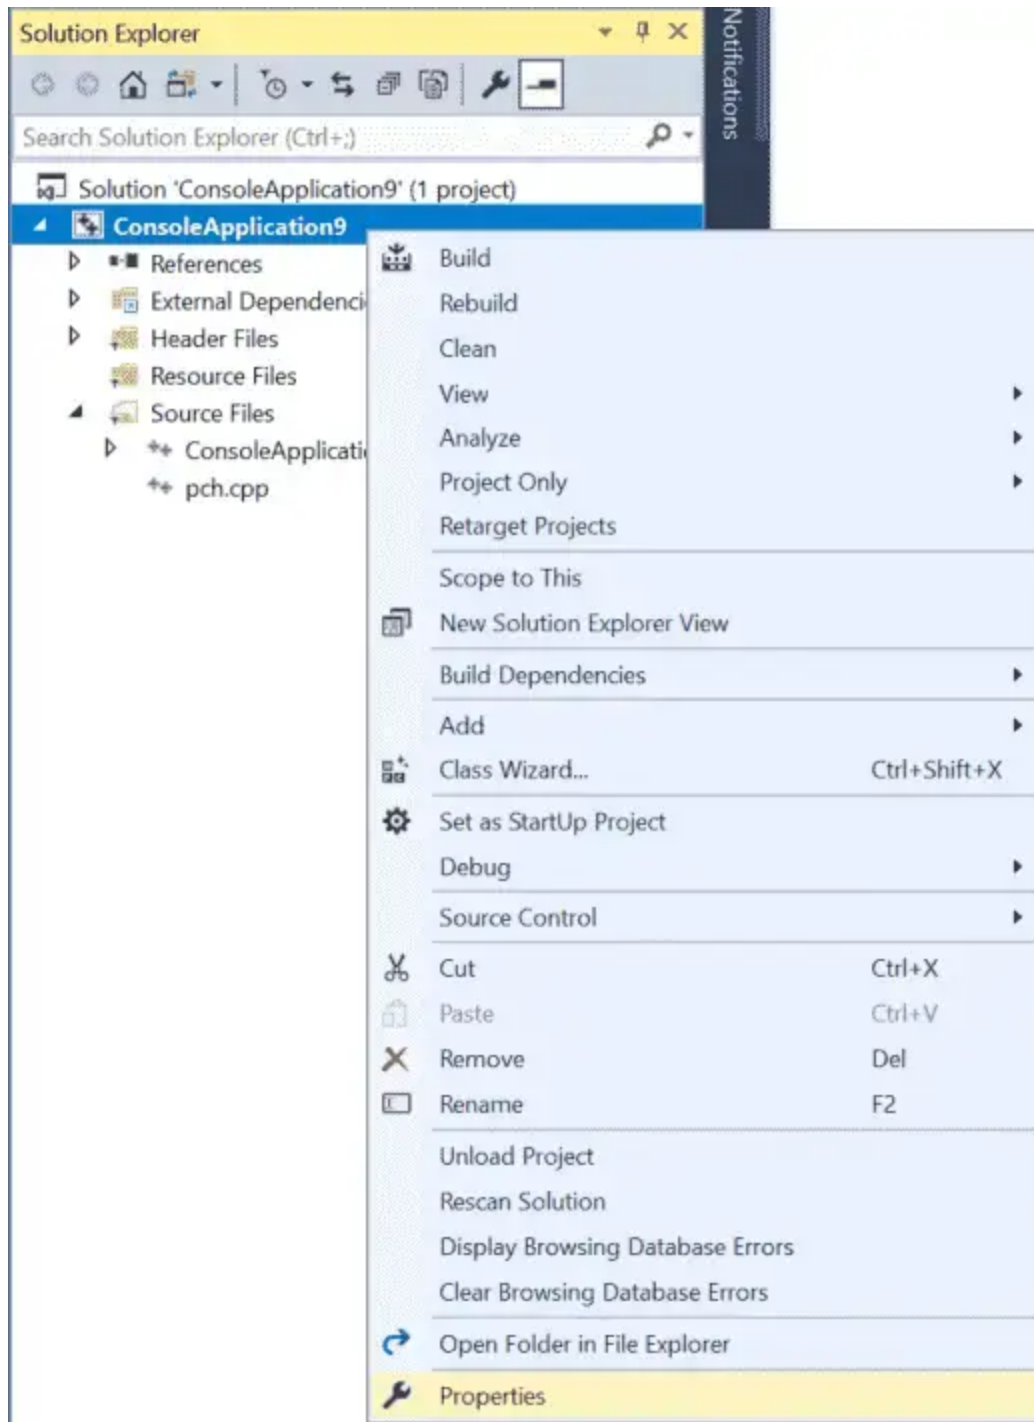 Solution Explorer
Notifications
Search Solution Explorer (Ctrl+;)
Solution 'ConsoleApplication9' (1 project)
ConsoleApplication9
References
External Dependenci
Header Files
Resource Files
Source Files
ConsoleApplicati
pch.cpp
Build
Rebuild
Clean
View
Analyze
Project Only
Retarget Projects
Scope to This
New Solution Explorer View
Build Dependencies
Add
Class Wizard... Ctrl+Shift+X
Set as StartUp Project
Debug
Source Control
Cut Ctrl+X
Paste Ctrl+V
Remove Del
Rename F2
Unload Project
Rescan Solution
Display Browsing Database Errors
Clear Browsing Database Errors
Open Folder in File Explorer
Properties